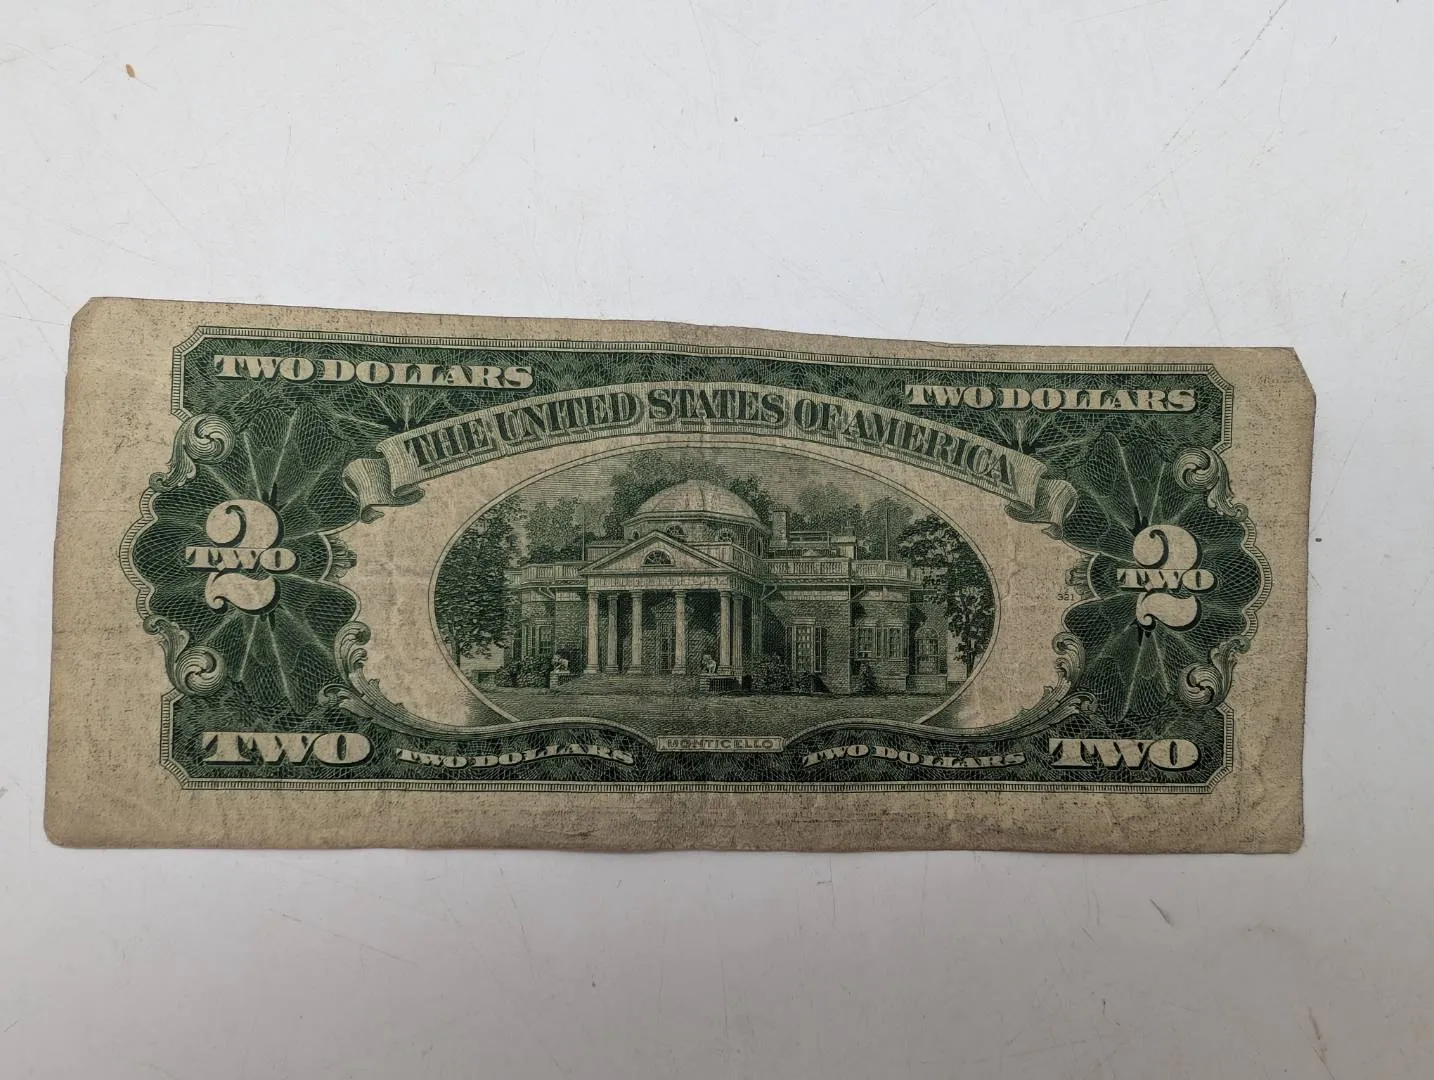 TWO DOLLARS
TWO DOLLARS
THE UNITED STATES OF AMERICA
2
TWO
2
TWO
321
TWO
TWO DOLLARS
MONTICELLO
TWO DOLLARS
TWO